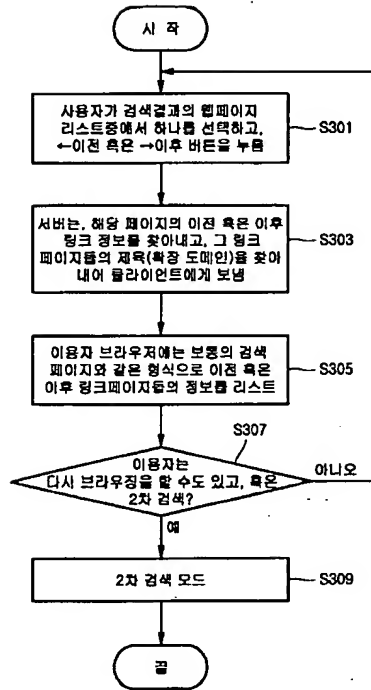 시 작
사용자가 검색결과의 웹페이지
리스트중에서 하나를 선택하고,
←이전 혹은 →이후 버튼을 누름
S301
서버는, 해당 페이지의 이전 혹은 이후
링크 정보를 찾아내고, 그 링크
페이지들의 제목(확장 도메인)을 찾아
내어 클라이언트에게 보냄
S303
이용자 브라우저에는 보통의 검색
페이지와 같은 형식으로 이전 혹은
이후 링크페이지들의 정보를 리스트
S305
S307
이용자는
다시 브라우징을 할 수도 있고, 혹은
2차 검색?
아니오
예
2차 검색 모드
S309
끝